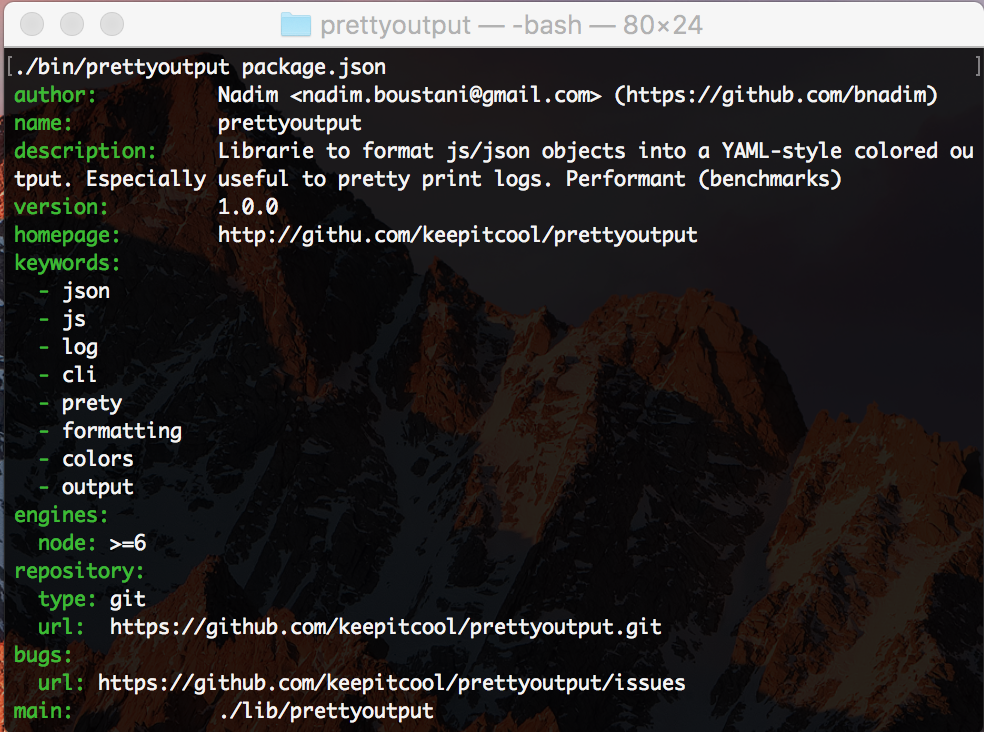 prettyoutput — -bash — 80×24
[./bin/prettyoutput package.json ]
author: Nadim <nadim.boustani@gmail.com> (https://github.com/bnadim)
name: prettyoutput
description: Librarie to format js/json objects into a YAML-style colored ou
tput. Especially useful to pretty print logs. Performant (benchmarks)
version: 1.0.0
homepage: http://githu.com/keepitcool/prettyoutput
keywords:
- json
- js
- log
- cli
- prety
- formatting
- colors
- output
engines:
node: >=6
repository:
type: git
url: https://github.com/keepitcool/prettyoutput.git
bugs:
url: https://github.com/keepitcool/prettyoutput/issues
main: ./lib/prettyoutput